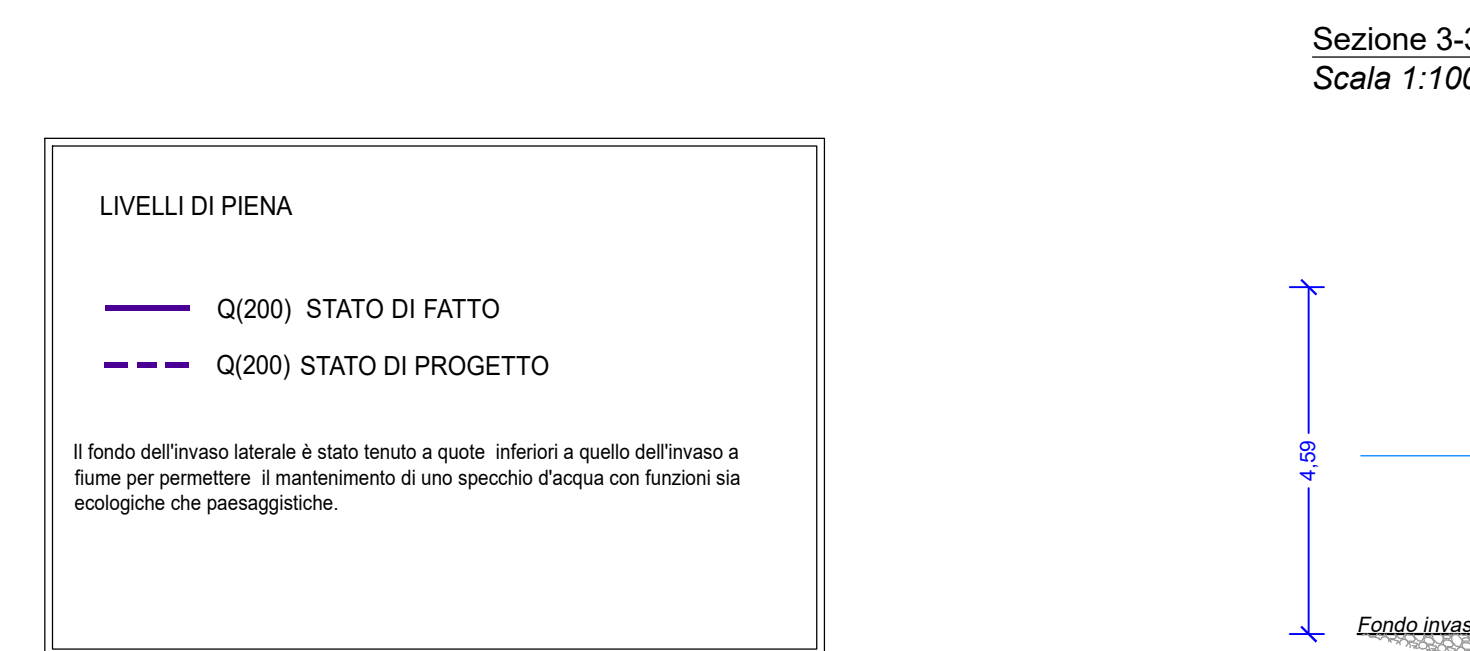 Sezione 3-
Scala 1:100
LIVELLI DI PIENA
Q(200) STATO DI FATTO
Q(200) STATO DI PROGETTO
Il fondo dell'invaso laterale è stato tenuto a quote inferiori a quello dell'invaso a
fiume per permettere il mantenimento di uno specchio d'acqua con funzioni sia
ecologiche che paesaggistiche.
4,59
Fondo invas